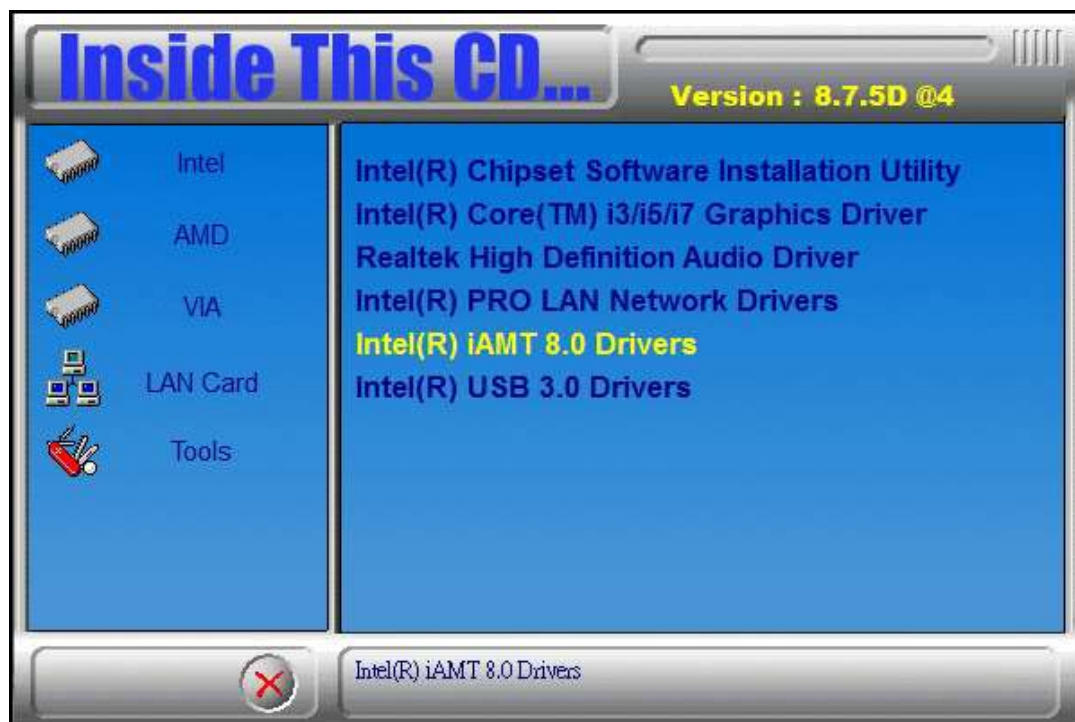 Inside This CD...
Version : 8.7.5D @4
Intel
AMD
VIA
LAN Card
Tools
Intel(R) Chipset Software Installation Utility
Intel(R) Core(TM) i3/i5/i7 Graphics Driver
Realtek High Definition Audio Driver
Intel(R) PRO LAN Network Drivers
Intel(R) iAMT 8.0 Drivers
Intel(R) USB 3.0 Drivers
Intel(R) iAMT 8.0 Drivers